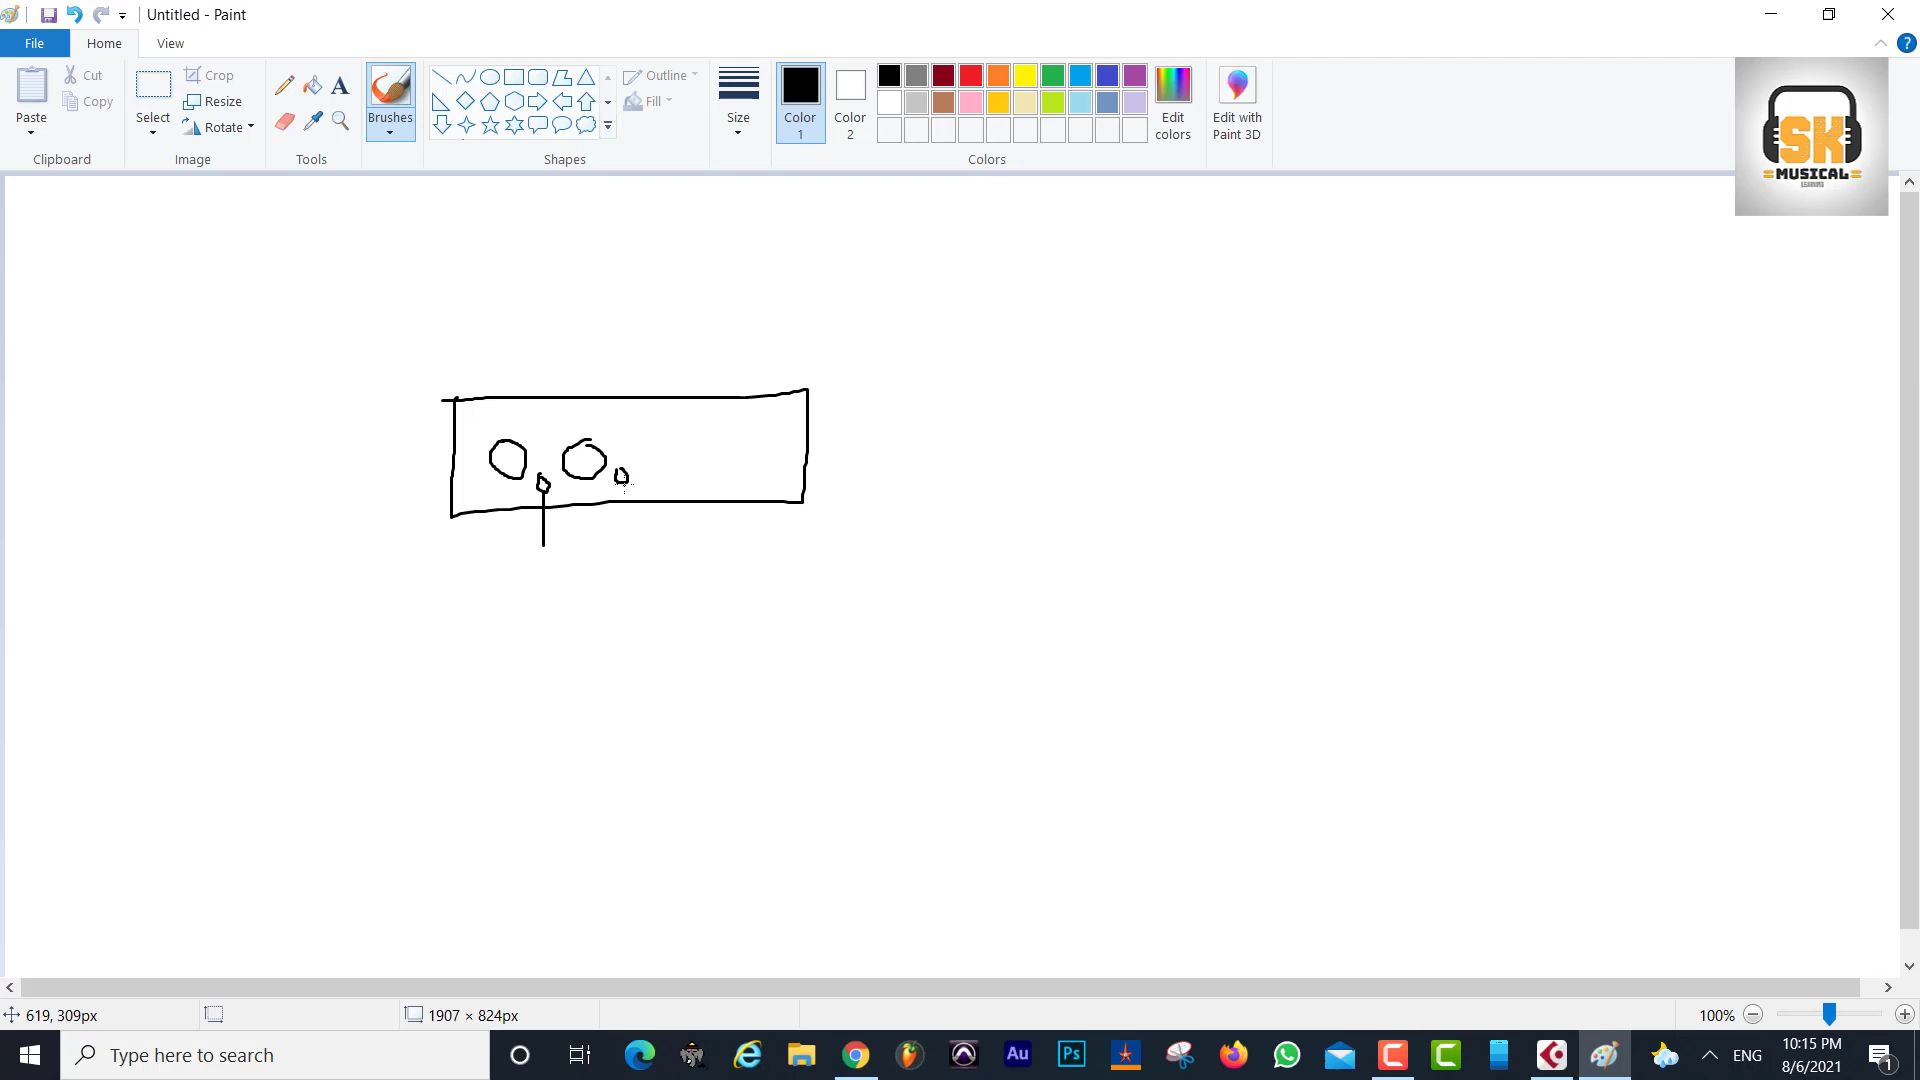 Untitled - Paint
File Home View
Paste
Cut
Copy
Clipboard
Select
Crop
Resize
Rotate
Image
Tools
Brushes
Shapes
Outline
Fill
Size
Color 1
Color 2
Colors
Edit colors
Edit with Paint 3D
SK
MUSICAL
LEARNING
619, 309px
1907 × 824px
100%
Type here to search
Au
Ps
ENG
10:15 PM
8/6/2021
1